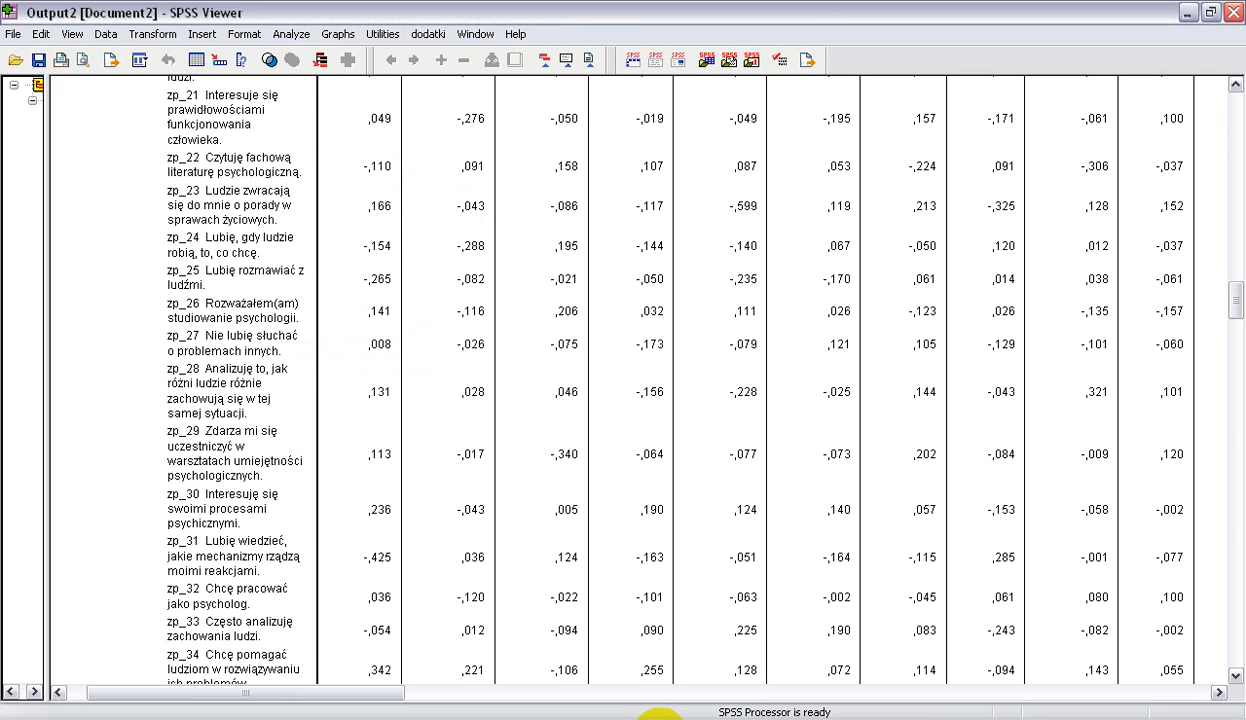 Output2 [Document2] - SPSS Viewer
File Edit View Data Transform Insert Format Analyze Graphs Utilities dodatki Window Help
ludzi.
zp_21 Interesuje się
prawidłowościami
funkcjonowania
człowieka.
,049 -,276 -,050 -,019 -,049 -,195 ,157 -,171 -,061 ,100
zp_22 Czytuję fachową
literaturę psychologiczną.
-,110 ,091 ,158 ,107 ,087 ,053 -,224 ,091 -,306 -,037
zp_23 Ludzie zwracają
się do mnie o porady w
sprawach życiowych.
,166 -,043 -,086 -,117 -,599 ,119 ,213 -,325 ,128 ,152
zp_24 Lubię, gdy ludzie
robią, to, co chcę.
-,154 -,288 ,195 -,144 -,140 ,067 -,050 ,120 ,012 -,037
zp_25 Lubię rozmawiać z
ludźmi.
-,265 -,082 -,021 -,050 -,235 -,170 ,061 ,014 ,038 -,061
zp_26 Rozważałem(am)
studiowanie psychologii.
,141 -,116 ,206 ,032 ,111 ,026 -,123 ,026 -,135 -,157
zp_27 Nie lubię słuchać
o problemach innych.
,008 -,026 -,075 -,173 -,079 ,121 ,105 -,129 -,101 -,060
zp_28 Analizuję to, jak
różni ludzie różnie
zachowują się w tej
samej sytuacji.
,131 ,028 ,046 -,156 -,228 -,025 ,144 -,043 ,321 ,101
zp_29 Zdarza mi się
uczestniczyć w
warsztatach umiejętności
psychologicznych.
,113 -,017 -,340 -,064 -,077 -,073 ,202 -,084 -,009 ,120
zp_30 Interesuję się
swoimi procesami
psychicznymi.
,236 -,043 ,005 ,190 ,124 ,140 ,057 -,153 -,058 -,002
zp_31 Lubię wiedzieć,
jakie mechanizmy rządzą
moimi reakcjami.
-,425 ,036 ,124 -,163 -,051 -,164 -,115 ,285 -,001 -,077
zp_32 Chcę pracować
jako psycholog.
,036 -,120 -,022 -,101 -,063 -,002 -,045 ,061 ,080 ,100
zp_33 Często analizuję
zachowania ludzi.
-,054 ,012 -,094 ,090 ,225 ,190 ,083 -,243 -,082 -,002
zp_34 Chcę pomagać
ludziom w rozwiązywaniu
ich problemów
,342 ,221 -,106 ,255 ,128 ,072 ,114 -,094 ,143 ,055
SPSS Processor is ready